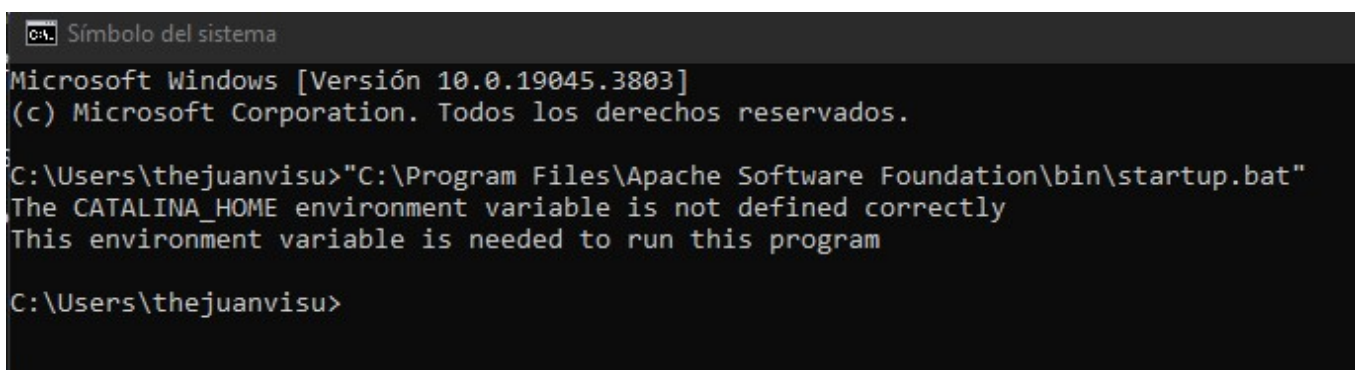 Símbolo del sistema
Microsoft Windows [Versión 10.0.19045.3803]
(c) Microsoft Corporation. Todos los derechos reservados.
C:\Users\thejuanvisu>"C:\Program Files\Apache Software Foundation\bin\startup.bat"
The CATALINA_HOME environment variable is not defined correctly
This environment variable is needed to run this program
C:\Users\thejuanvisu>